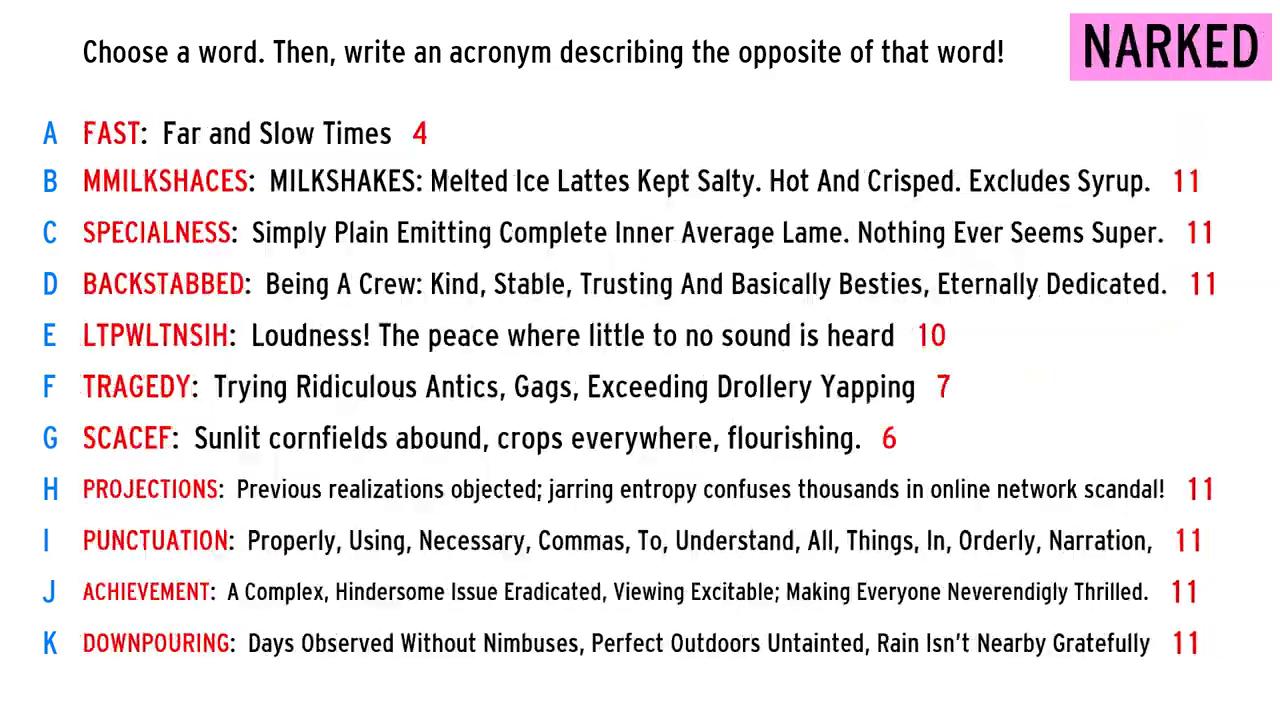 Choose a word. Then, write an acronym describing the opposite of that word!
NARKED
A FAST: Far and Slow Times 4
B MMILKSHACES: MILKSHAKES: Melted Ice Lattes Kept Salty. Hot And Crisped. Excludes Syrup. 11
C SPECIALNESS: Simply Plain Emitting Complete Inner Average Lame. Nothing Ever Seems Super. 11
D BACKSTABBED: Being A Crew: Kind, Stable, Trusting And Basically Besties, Eternally Dedicated. 11
E LTPWLTNSIH: Loudness! The peace where little to no sound is heard 10
F TRAGEDY: Trying Ridiculous Antics, Gags, Exceeding Drollery Yapping 7
G SCACEF: Sunlit cornfields abound, crops everywhere, flourishing. 6
H PROJECTIONS: Previous realizations objected; jarring entropy confuses thousands in online network scandal! 11
I PUNCTUATION: Properly, Using, Necessary, Commas, To, Understand, All, Things, In, Orderly, Narration, 11
J ACHIEVEMENT: A Complex, Hindersome Issue Eradicated, Viewing Excitable; Making Everyone Neverendigly Thrilled. 11
K DOWNPOURING: Days Observed Without Nimbuses, Perfect Outdoors Untainted, Rain Isn't Nearby Gratefully 11